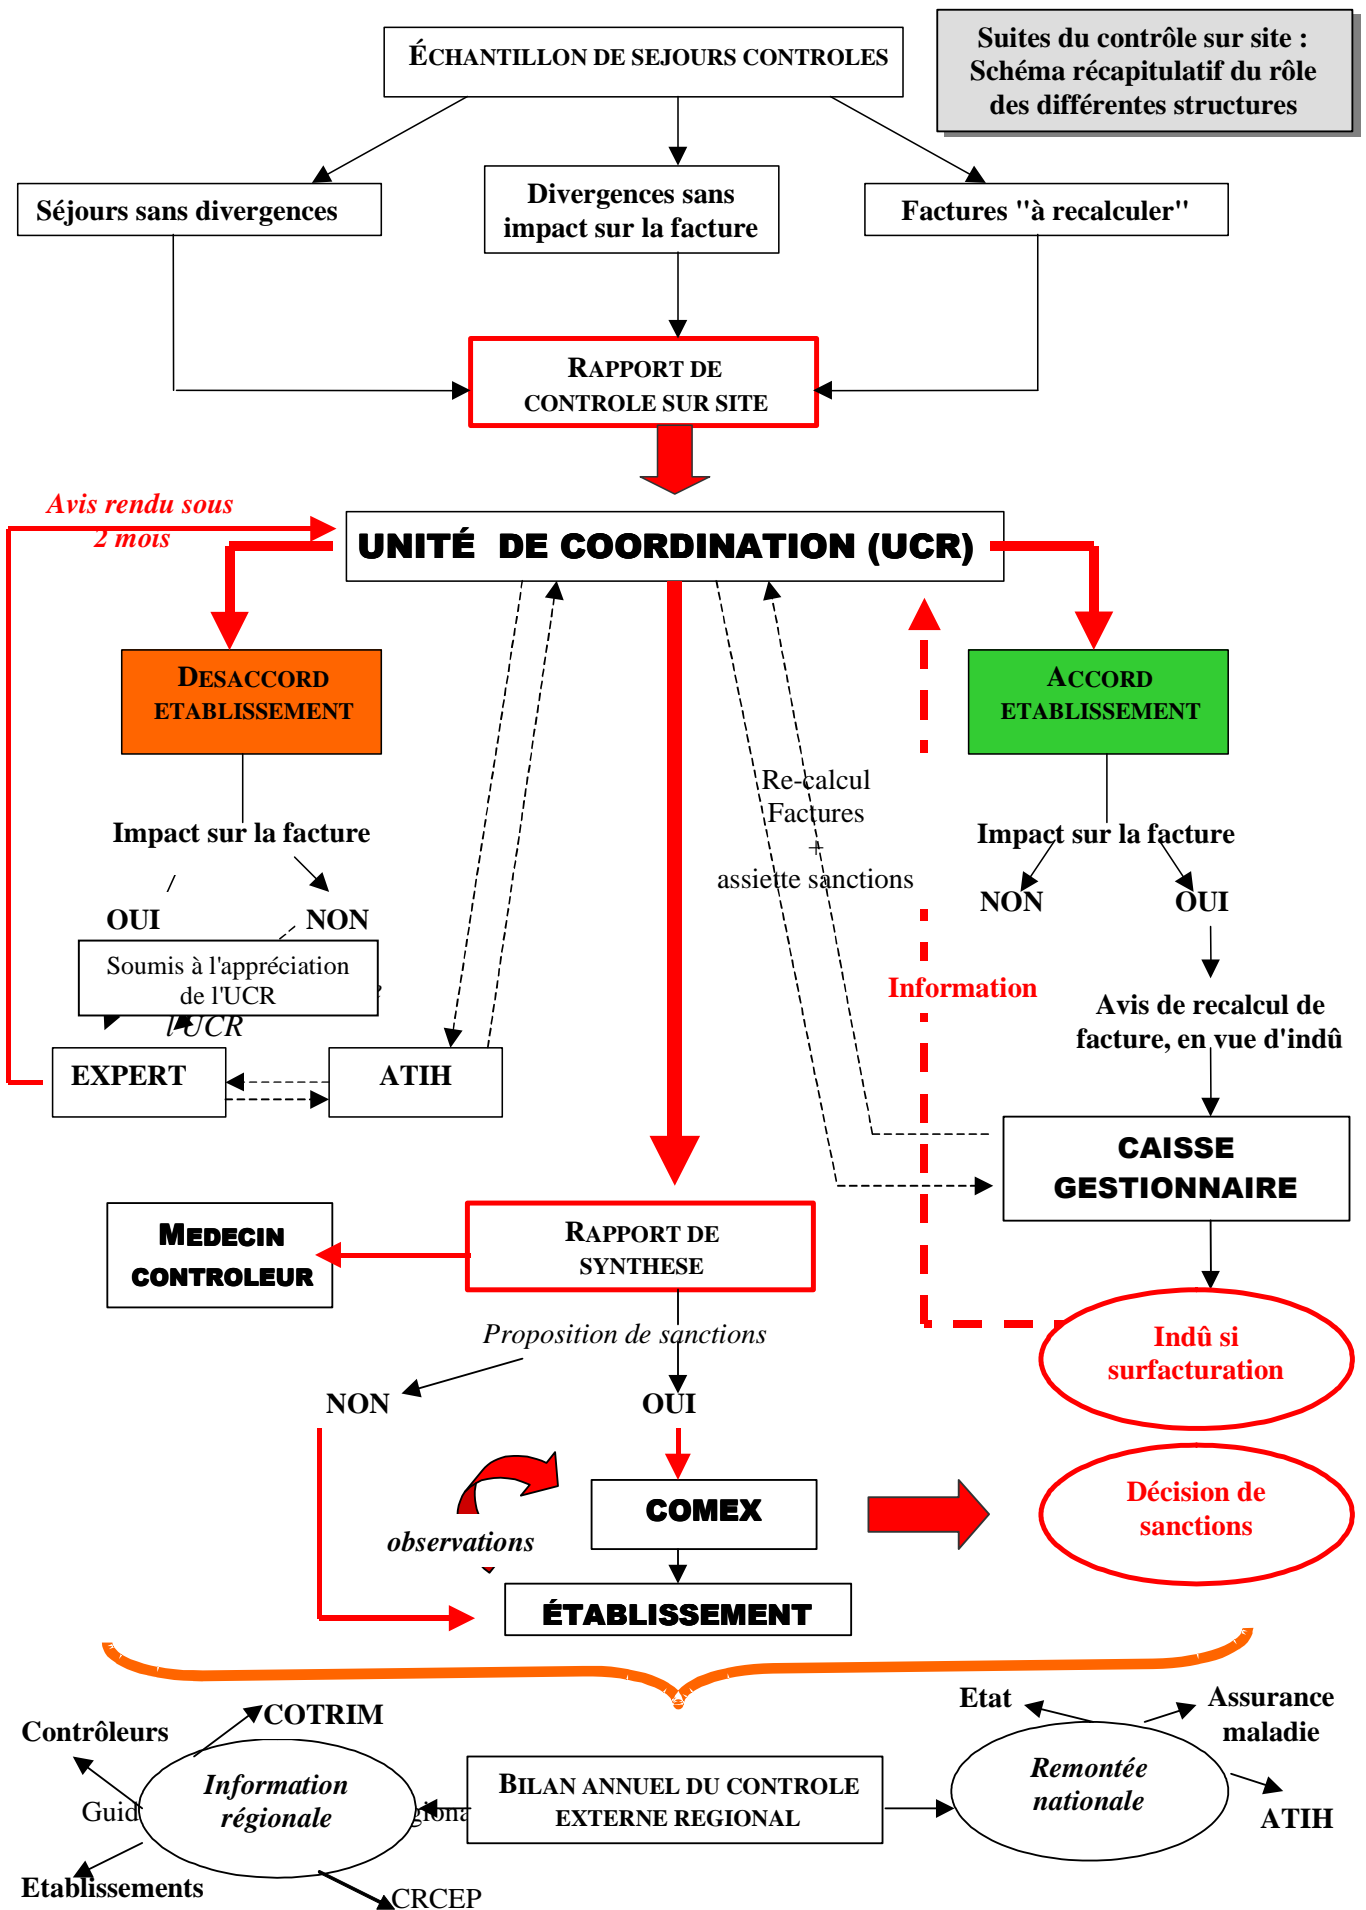 Suites du contrôle sur site :
Schéma récapitulatif du rôle
des différentes structures
ÉCHANTILLON DE SEJOURS CONTROLES
Séjours sans divergences
Divergences sans
impact sur la facture
Factures "à recalculer"
RAPPORT DE
CONTROLE SUR SITE
Avis rendu sous
2 mois
UNITÉ DE COORDINATION (UCR)
DESACCORD
ETABLISSEMENT
ACCORD
ETABLISSEMENT
Re-calcul
Factures
+
assiette sanctions
Impact sur la facture
OUI
NON
Impact sur la facture
NON
OUI
Soumis à l'appréciation
de l'UCR
l'UCR
Information
Avis de recalcul de
facture, en vue d'indû
EXPERT
ATIH
CAISSE
GESTIONNAIRE
MEDECIN
CONTROLEUR
RAPPORT DE
SYNTHESE
Proposition de sanctions
NON
OUI
Indû si
surfacturation
COMEX
observations
Décision de
sanctions
ÉTABLISSEMENT
Contrôleurs
COTRIM
Etat
Assurance
maladie
Information
régionale
BILAN ANNUEL DU CONTROLE
EXTERNE REGIONAL
Remontée
nationale
ATIH
Guid
giona
Etablissements
CRCEP